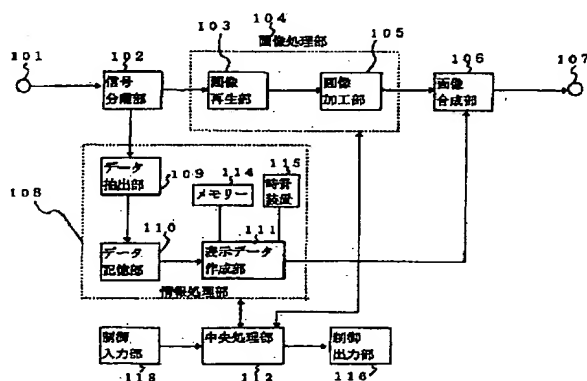 104
103
画像処理部
105
101
102
106
107
信号
分離部
画像
再生部
画像
加工部
画像
合成部
データ
抽出部
109
114
115
メモリー
時計
装置
108
110
111
データ
記憶部
表示データ
作成部
情報処理部
制御
入力部
中央処理部
制御
出力部
118
112
116